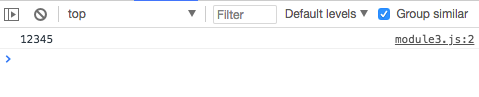 top Filter Default levels Group similar
12345 module3.js:2